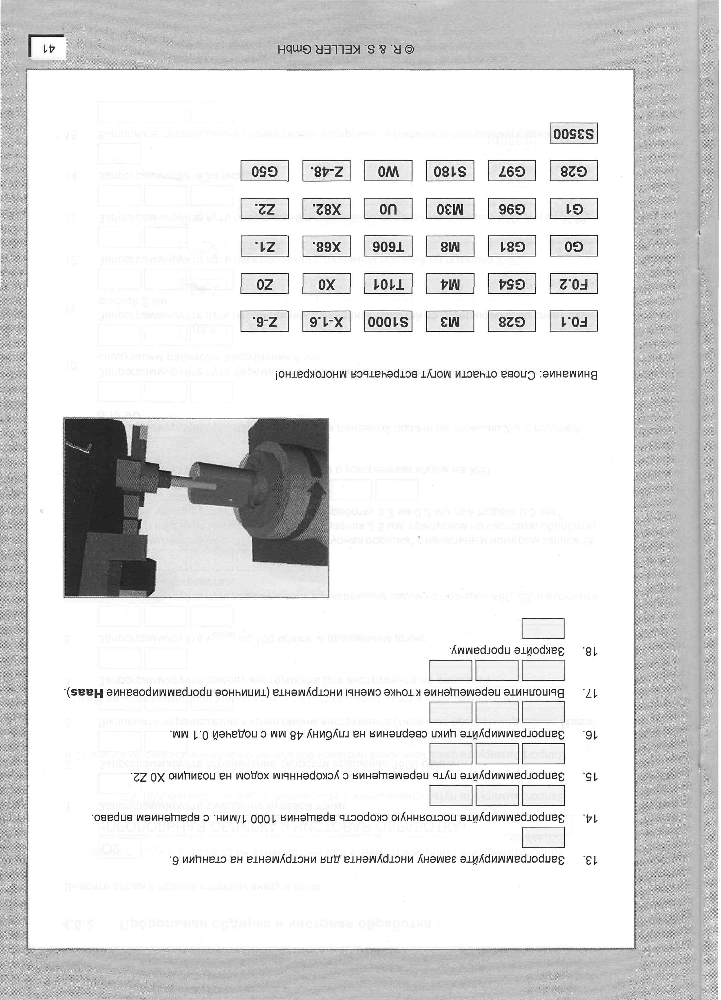 13. Запрограммируйте замену инструмента для инструмента на станции 6.
14. Запрограммируйте постоянную скорость вращения 1000 1/мин. с вращением вправо.
15. Запрограммируйте путь перемещения с ускоренным ходом на позицию X0 Z2.
16. Запрограммируйте цикл сверления на глубину 48 мм с подачей 0.1 мм.
17. Выполните перемещение к точке смены инструмента (типичное программирование Haas).
18. Закройте программу.
Внимание: Слова отчасти могут встречаться многократно!
F0.1 G28 M3 S1000 X-1.6 Z-6.
F0.2 G54 M4 T101 X0 Z0
G0 G81 M8 T606 X68. Z1.
G1 G96 M30 U0 X82. Z2.
G28 G97 S180 W0 Z-48. G50
S3500
© R. & S. KELLER GmbH
41